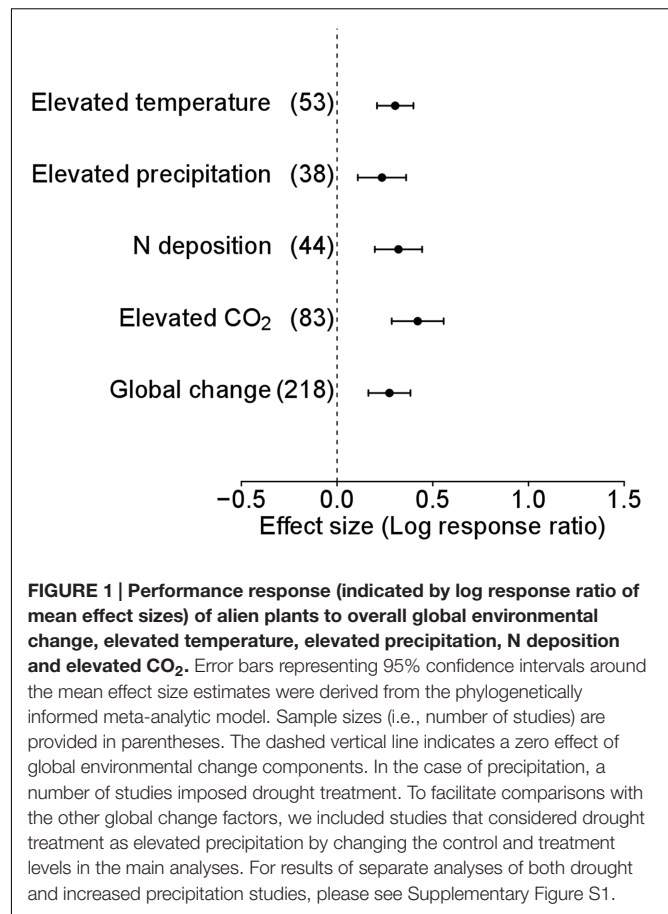 Elevated temperature (53)
Elevated precipitation (38)
N deposition (44)
Elevated CO₂ (83)
Global change (218)
−0.5 0.0 0.5 1.0 1.5
Effect size (Log response ratio)
FIGURE 1 | Performance response (indicated by log response ratio of
mean effect sizes) of alien plants to overall global environmental
change, elevated temperature, elevated precipitation, N deposition
and elevated CO₂. Error bars representing 95% confidence intervals around
the mean effect size estimates were derived from the phylogenetically
informed meta-analytic model. Sample sizes (i.e., number of studies) are
provided in parentheses. The dashed vertical line indicates a zero effect of
global environmental change components. In the case of precipitation, a
number of studies imposed drought treatment. To facilitate comparisons with
the other global change factors, we included studies that considered drought
treatment as elevated precipitation by changing the control and treatment
levels in the main analyses. For results of separate analyses of both drought
and increased precipitation studies, please see Supplementary Figure S1.